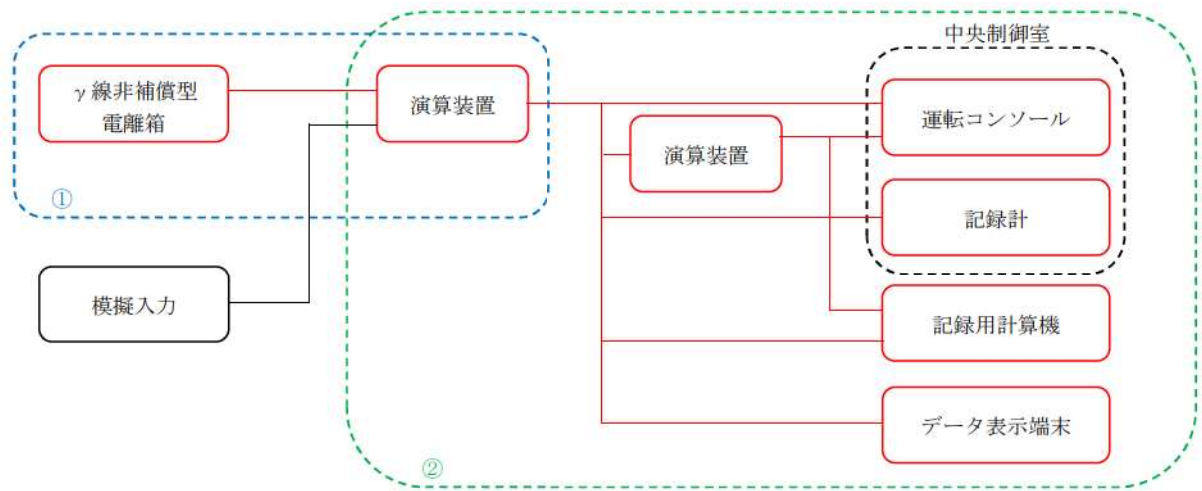 中央制御室
γ線非補償型
電離箱
演算装置
運転コンソール
演算装置
①
記録計
模擬入力
記録用計算機
データ表示端末
②